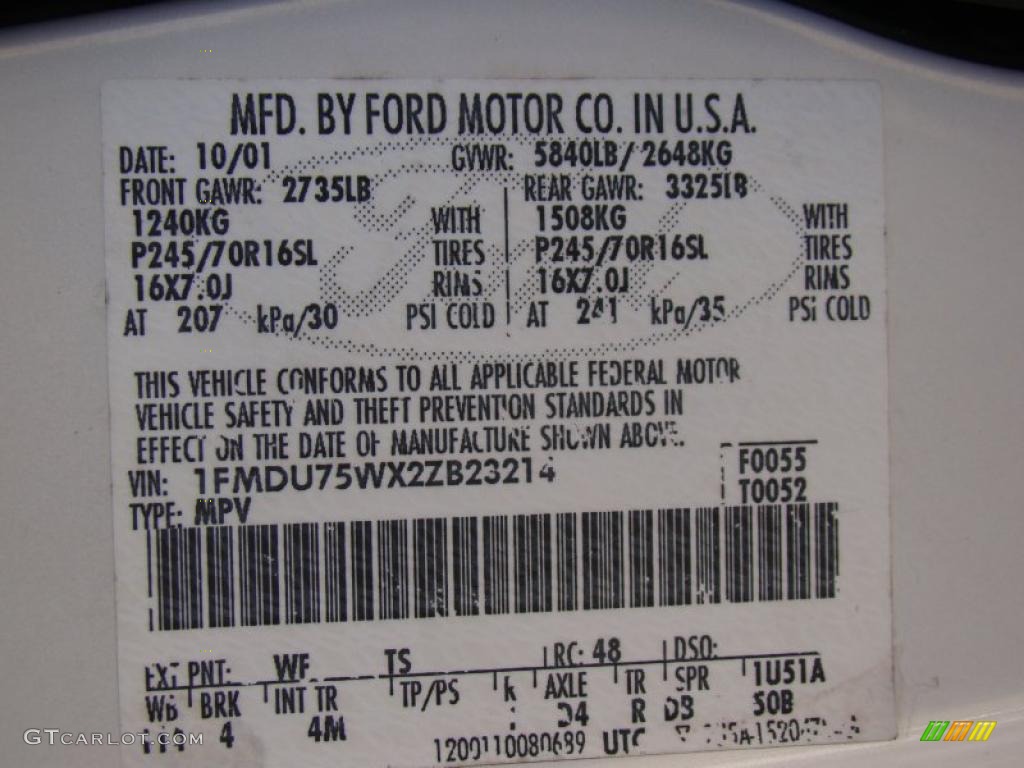 MFD. BY FORD MOTOR CO. IN U.S.A.
DATE: 10/01 GVWR: 5840LB/2648KG
FRONT GAWR: 2735LB REAR GAWR: 3325LB
1240KG WITH 1508KG WITH
P245/70R16SL TIRES P245/70R16SL TIRES
16X7.0J RIMS 16X7.0J RIMS
AT 207 kPa/30 PSI COLD AT 241 kPa/35 PSI COLD
THIS VEHICLE CONFORMS TO ALL APPLICABLE FEDERAL MOTOR
VEHICLE SAFETY AND THEFT PREVENTION STANDARDS IN
EFFECT ON THE DATE OF MANUFACTURE SHOWN ABOVE.
VIN: 1FMDU75WX2ZB23214
F0055
T0052
TYPE: MPV
EXT PNT: WF TS RC: 48 DSO:
WB BRK INT TR TP/PS R AXLE TR SPR 1U51A
4 4M D4 R 50B
1200110080689 UTC
GTCARLOT.COM